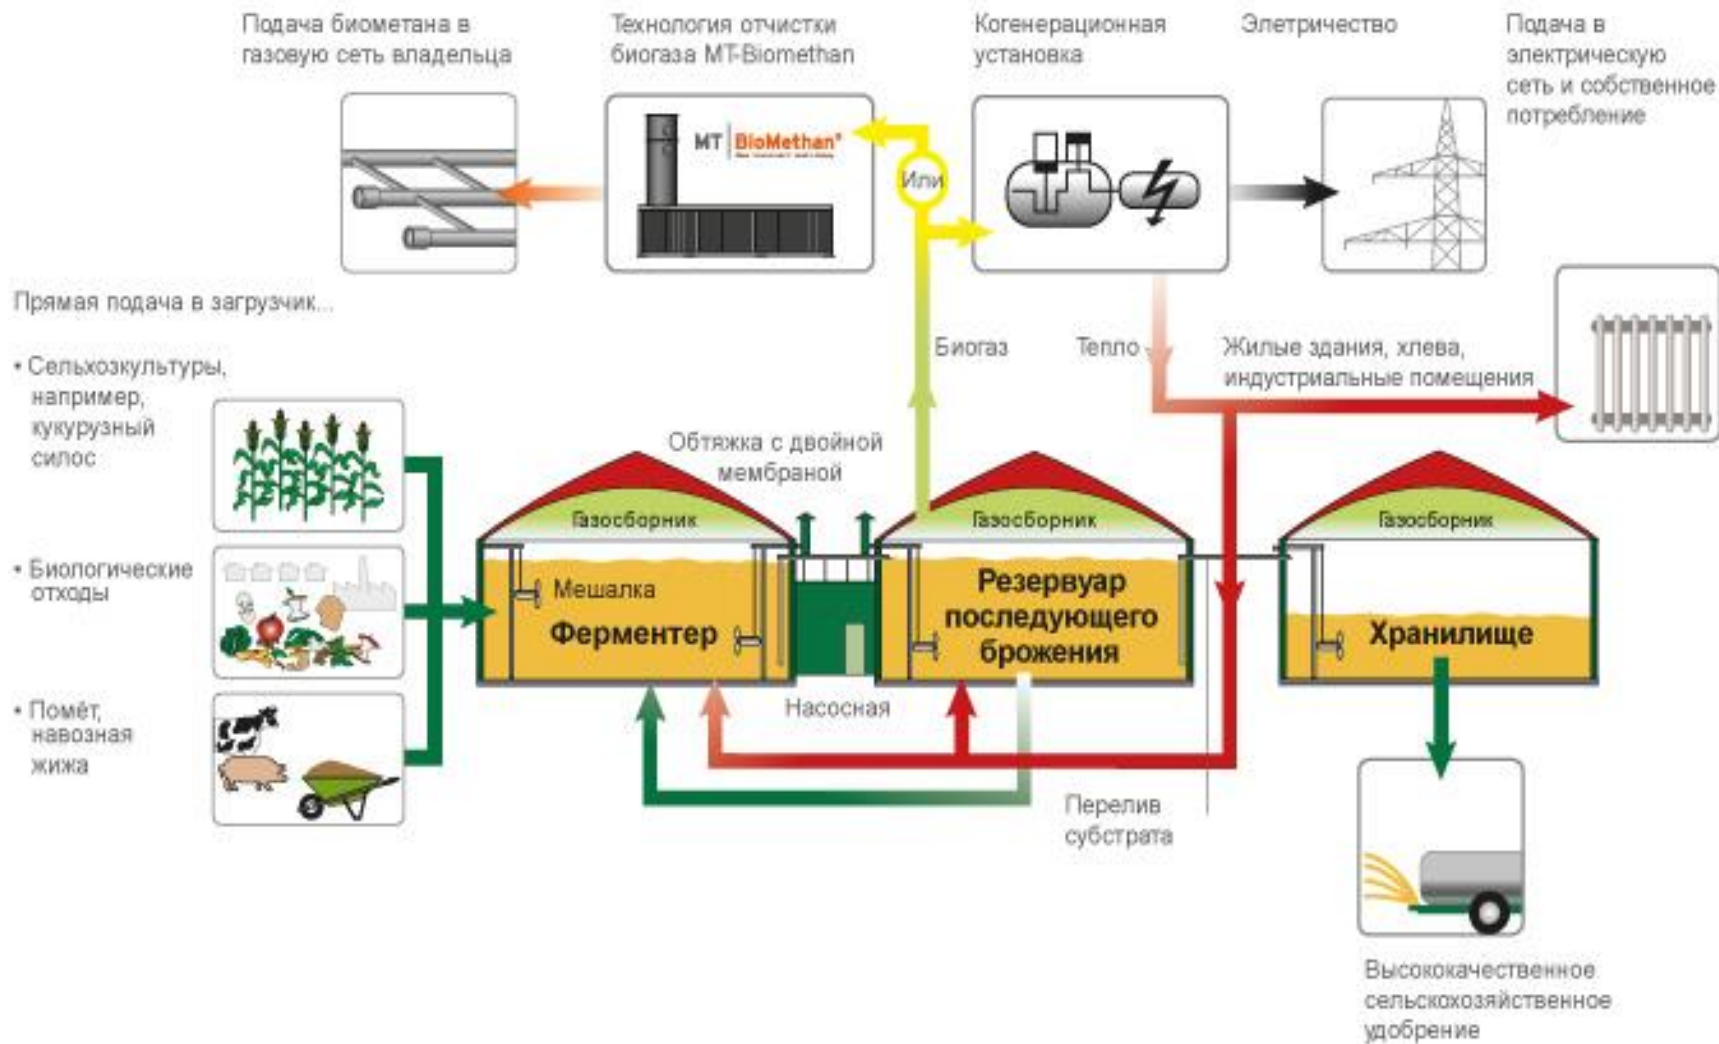 Подача биометана в
газовую сеть владельца
Технология отчистки
биогаза MT-Biomethan
Когенерационная
установка
Элетричество
Подача в
электрическую
сеть и собственное
потребление
MT BioMethan®
Или
Прямая подача в загрузчик...
• Сельхозкультуры,
например,
кукурузный
силос
Биогаз
Тепло
Жилые здания, хлева,
индустриальные помещения
Обтяжка с двойной
мембраной
Газосборник
Газосборник
Газосборник
• Биологические
отходы
Мешалка
Ферментер
Резервуар
последующего
брожения
Хранилище
• Помёт,
навозная
жижа
Насосная
Перелив
субстрата
Высококачественное
сельскохозяйственное
удобрение